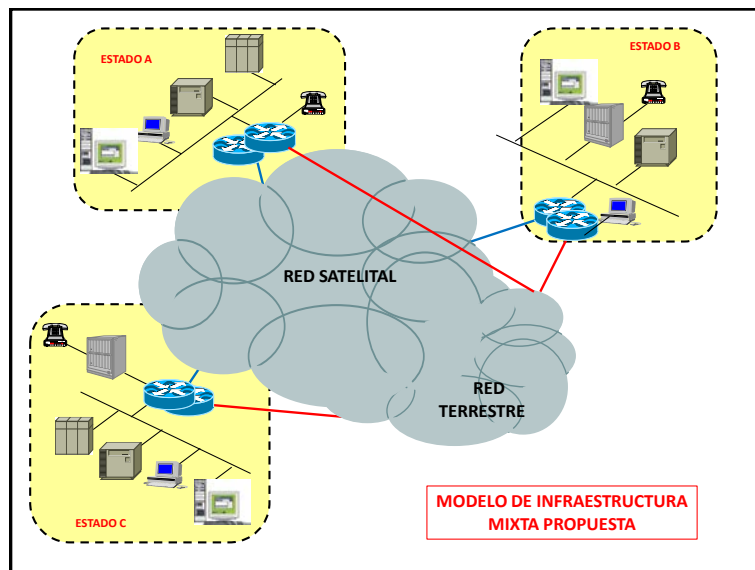 ESTADO A
ESTADO B
RED SATELITAL
RED
TERRESTRE
ESTADO C
MODELO DE INFRAESTRUCTURA
MIXTA PROPUESTA